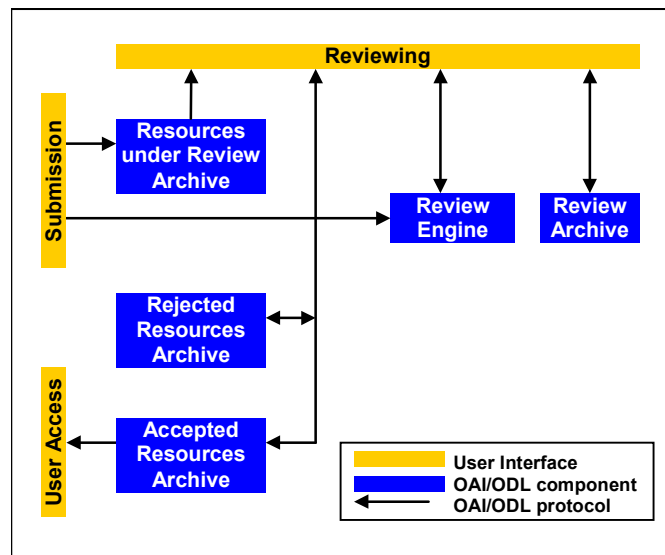 Reviewing
Submission
Resources
under Review
Archive
Review
Engine
Review
Archive
Rejected
Resources
Archive
User Access
Accepted
Resources
Archive
User Interface
OAI/ODL component
OAI/ODL protocol